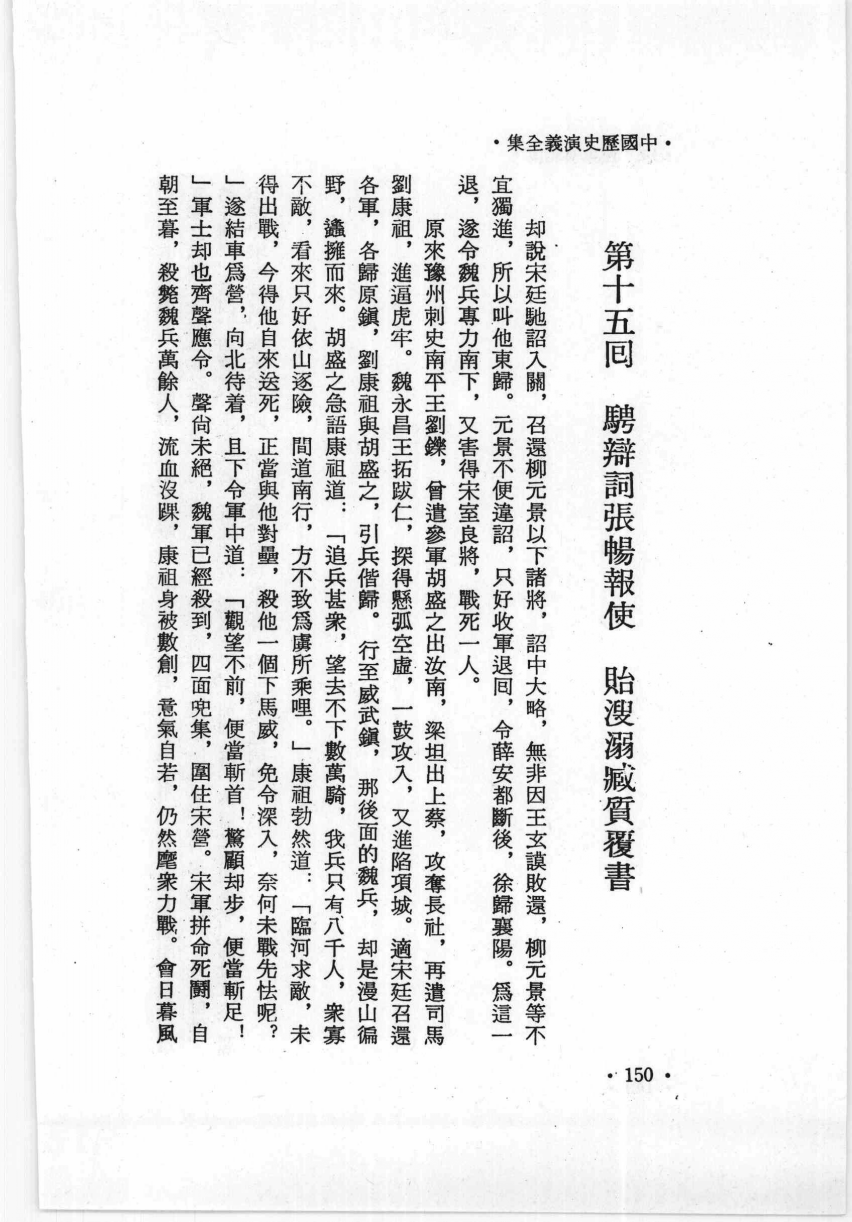 •中國歷史演義全集•
第十五囘　騁辯詞張暢報使　貽溲溺臧質覆書
却說宋廷馳詔入關，召還柳元景以下諸將，詔中大略，無非因王玄謨敗還，柳元景等不
宜獨進，所以叫他東歸。元景不便違詔，只好收軍退囘，令薛安都斷後，徐歸襄陽。爲這一
退，遂令魏兵專力南下，又害得宋室良將，戰死一人。
原來豫州刺史南平王劉鑠，曾遣參軍胡盛之出汝南，梁坦出上蔡，攻奪長社，再遣司馬
劉康祖，進逼虎牢。魏永昌王拓跋仁，探得懸弧空虛，一鼓攻入，又進陷項城。適宋廷召還
各軍，各歸原鎭，劉康祖與胡盛之，引兵偕歸。行至威武鎭，那後面的魏兵，却是漫山徧
野，蟻擁而來。胡盛之急語康祖道：「追兵甚衆，望去不下數萬騎，我兵只有八千人，衆寡
不敵，看來只好依山逐險，間道南行，方不致爲虜所乘哩。」康祖勃然道：「臨河求敵，未
得出戰，今得他自來送死，正當與他對壘，殺他一個下馬威，免令深入，奈何未戰先怯呢？
」遂結車爲營，向北待着，且下令軍中道：「觀望不前，便當斬首！驚顧却步，便當斬足！
」軍士却也齊聲應令。聲尙未絕，魏軍已經殺到，四面兜集，圍住宋營。宋軍拼命死鬪，自
朝至暮，殺斃魏兵萬餘人，流血沒踝，康祖身被數創，意氣自若，仍然麾衆力戰。會日暮風
•150•